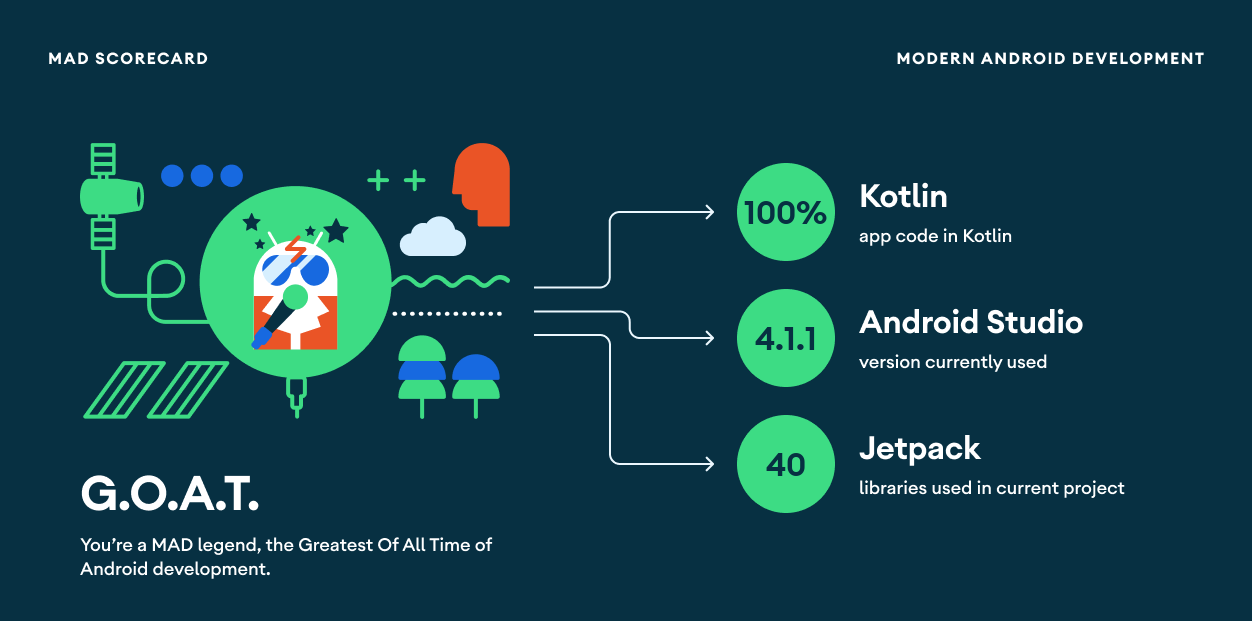 MAD SCORECARD
MODERN ANDROID DEVELOPMENT
100%
Kotlin
app code in Kotlin
4.1.1
Android Studio
version currently used
40
Jetpack
libraries used in current project
G.O.A.T.
You’re a MAD legend, the Greatest Of All Time of
Android development.